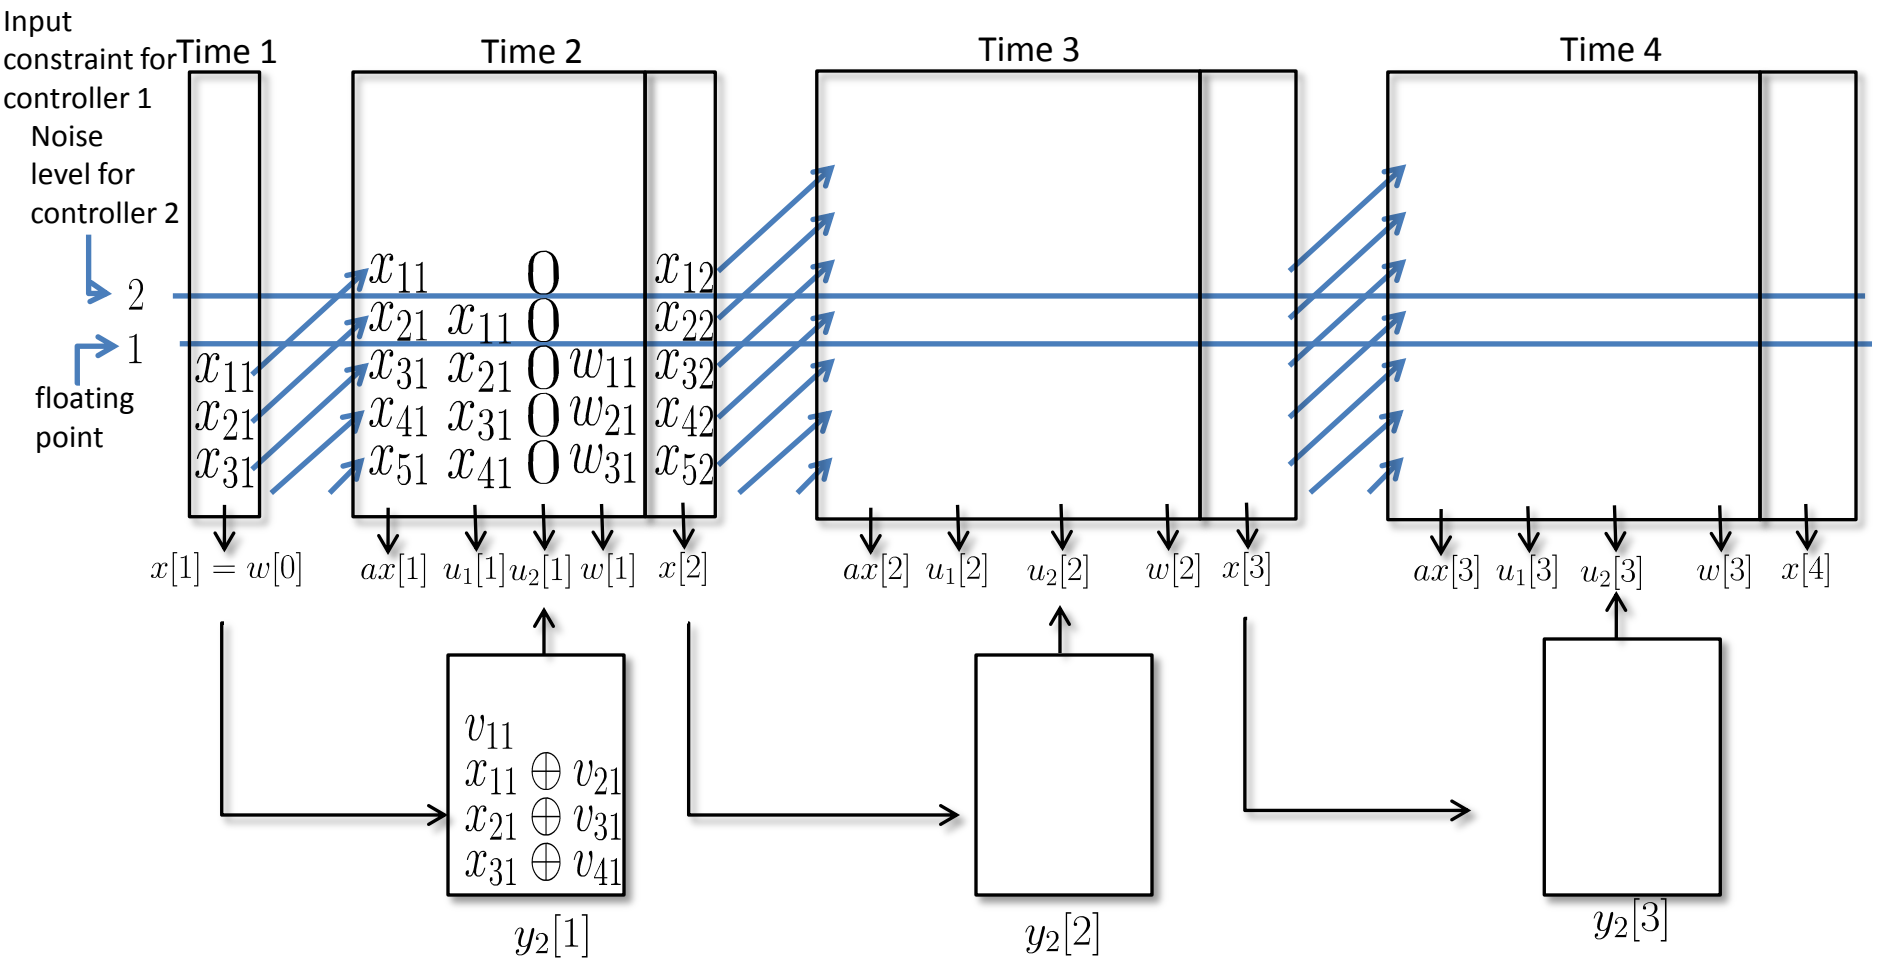 Input
constraint for
controller 1
Noise
level for
controller 2
2
1
floating
point
Time 1
x₁₁
x₂₁
x₃₁
x[1] = w[0]
Time 2
x₁₁ 0 x₁₂
x₂₁ x₁₁ 0 x₂₂
x₃₁ x₂₁ 0 w₁₁ x₃₂
x₄₁ x₃₁ 0 w₂₁ x₄₂
x₅₁ x₄₁ 0 w₃₁ x₅₂
ax[1] u₁[1] u₂[1] w[1] x[2]
Time 3
ax[2] u₁[2] u₂[2] w[2] x[3]
Time 4
ax[3] u₁[3] u₂[3] w[3] x[4]
v₁₁
x₁₁ ⊕ v₂₁
x₂₁ ⊕ v₃₁
x₃₁ ⊕ v₄₁
y₂[1]
y₂[2]
y₂[3]